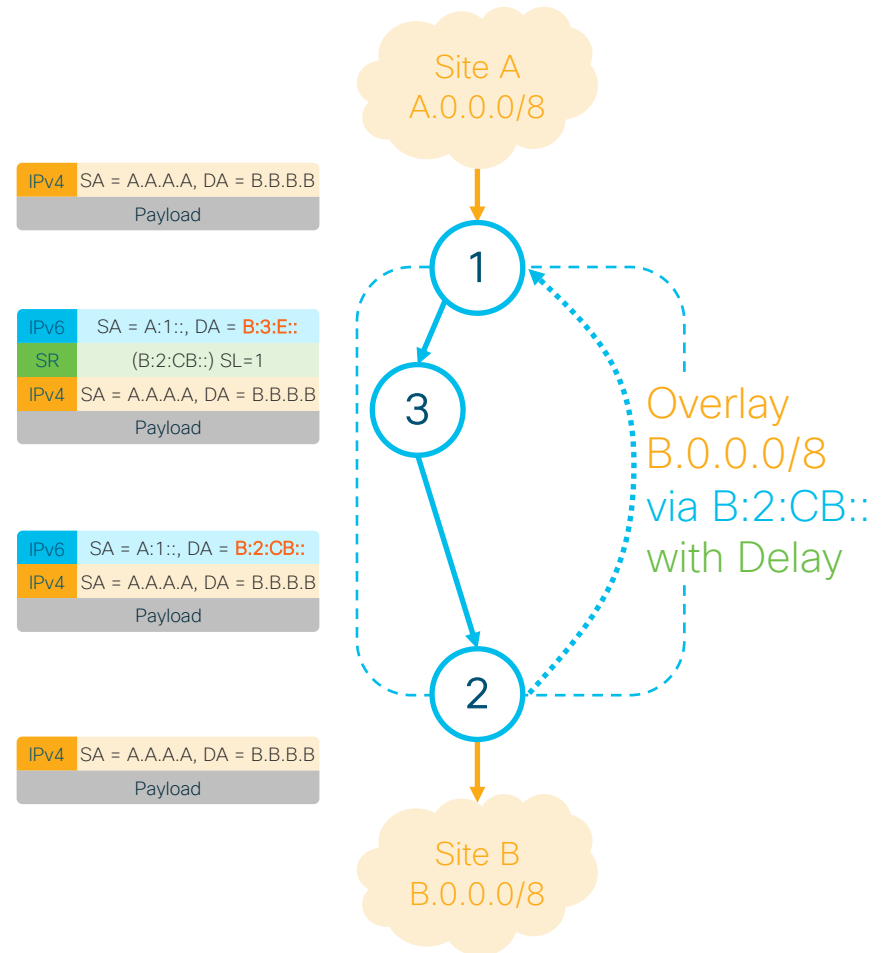 Site A
A.0.0.0/8
IPv4 SA = A.A.A.A, DA = B.B.B.B
Payload
1
IPv6 SA = A:1::, DA = B:3:E::
SR (B:2:CB::) SL=1
IPv4 SA = A.A.A.A, DA = B.B.B.B
Payload
3
Overlay
B.0.0.0/8
via B:2:CB::
with Delay
IPv6 SA = A:1::, DA = B:2:CB::
IPv4 SA = A.A.A.A, DA = B.B.B.B
Payload
2
IPv4 SA = A.A.A.A, DA = B.B.B.B
Payload
Site B
B.0.0.0/8